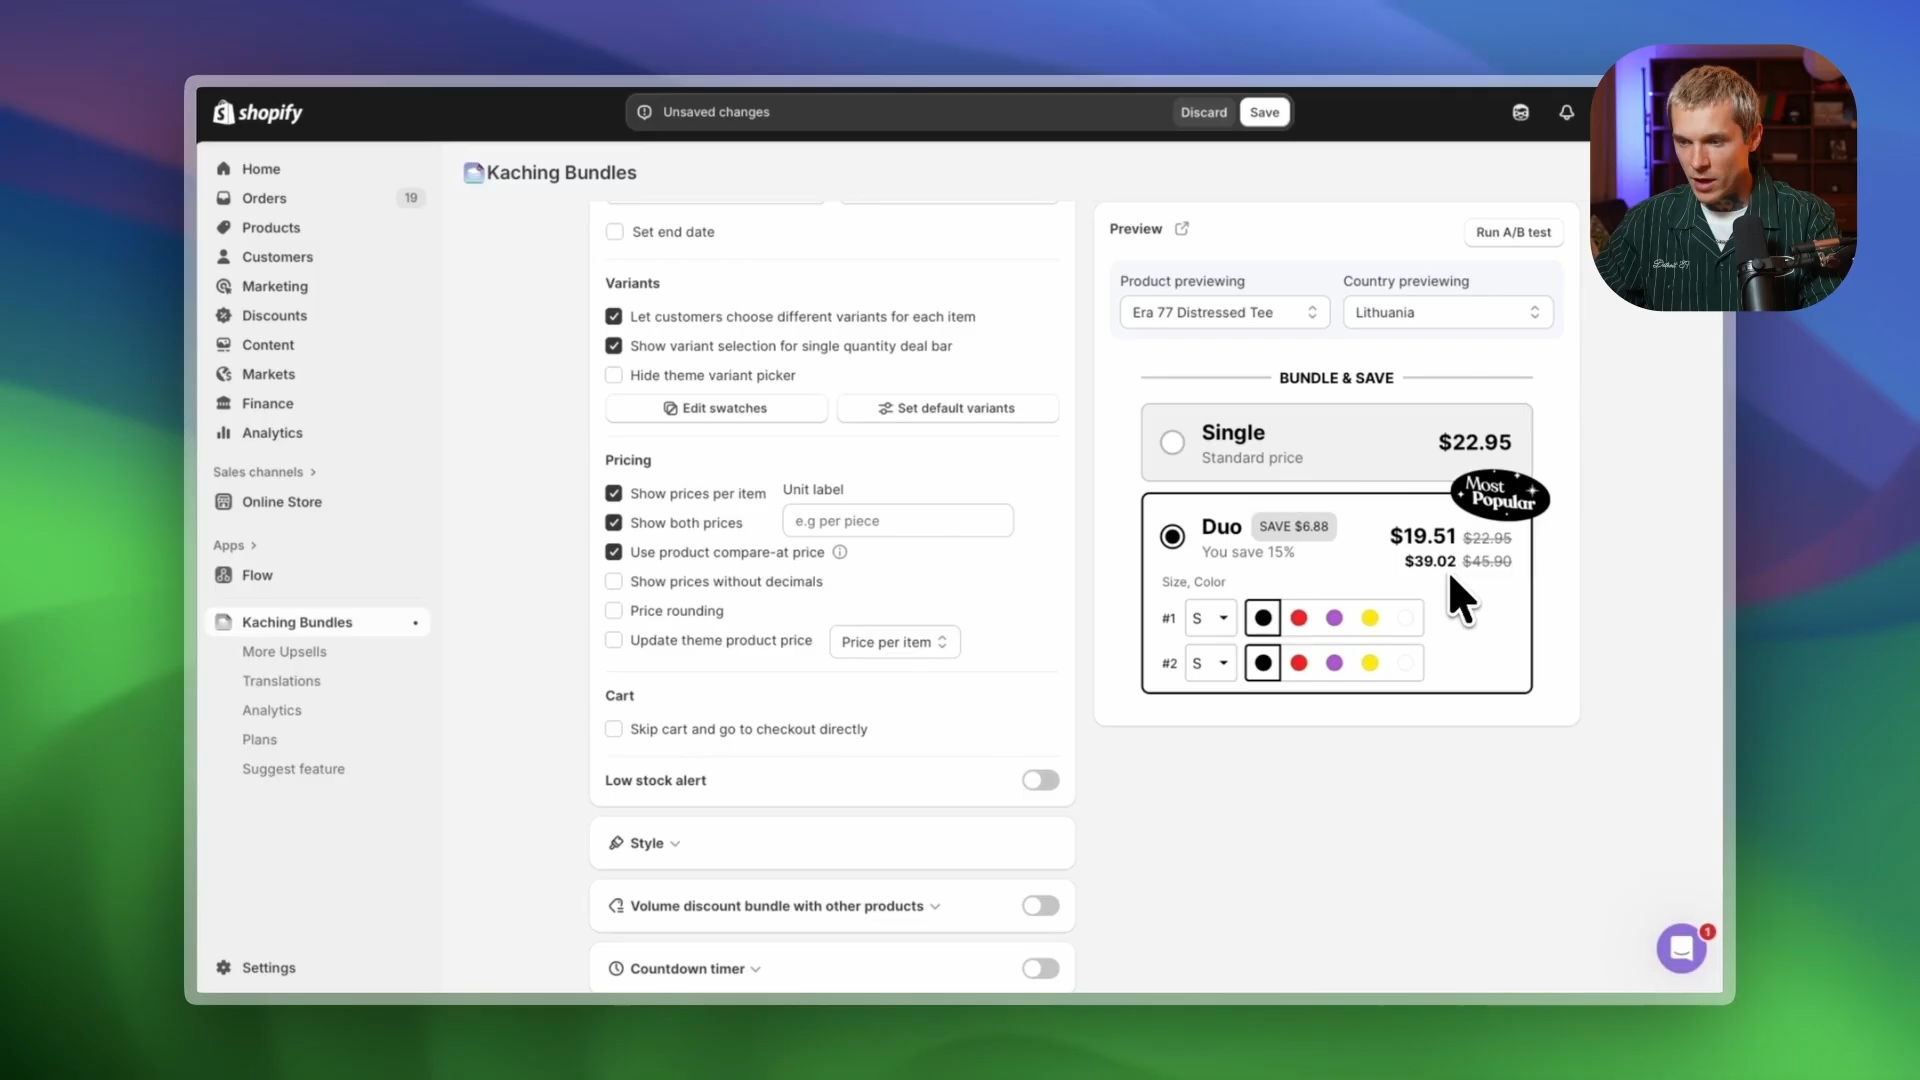 shopify
Unsaved changes
Discard
Save
Home
Orders
19
Products
Customers
Marketing
Discounts
Content
Markets
Finance
Analytics
Sales channels
Online Store
Apps
Flow
Kaching Bundles
More Upsells
Translations
Analytics
Plans
Suggest feature
Settings
Kaching Bundles
Set end date
Variants
Let customers choose different variants for each item
Show variant selection for single quantity deal bar
Hide theme variant picker
Edit swatches
Set default variants
Pricing
Show prices per item
Unit label
Show both prices
e.g per piece
Use product compare-at price
Show prices without decimals
Price rounding
Update theme product price
Price per item
Cart
Skip cart and go to checkout directly
Low stock alert
Style
Volume discount bundle with other products
Countdown timer
Preview
Run A/B test
Product previewing
Country previewing
Era 77 Distressed Tee
Lithuania
BUNDLE & SAVE
Single
Standard price
$22.95
Most
Popular
Duo
SAVE $6.88
You save 15%
$19.51 $22.95
$39.02 $45.90
Size, Color
#1
S
#2
S
1